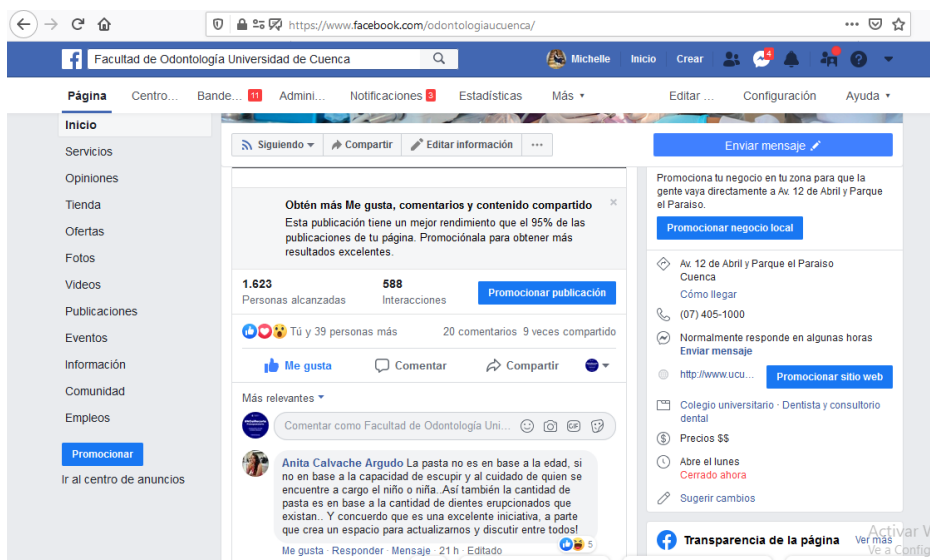 https://www.facebook.com/odontologiaucuenca/
Facultad de Odontología Universidad de Cuenca
Michelle Inicio Crear 4
Página Centro... Bande... 11 Admini... Notificaciones 3 Estadísticas Más Editar ... Configuración Ayuda
Inicio
Servicios
Opiniones
Tienda
Ofertas
Fotos
Videos
Publicaciones
Eventos
Información
Comunidad
Empleos
Promocionar
Ir al centro de anuncios
Siguiendo Compartir Editar información ...
Obtén más Me gusta, comentarios y contenido compartido
Esta publicación tiene un mejor rendimiento que el 95% de las
publicaciones de tu página. Promociónala para obtener más
resultados excelentes.
1.623 588
Personas alcanzadas Interacciones
Promocionar publicación
Tú y 39 personas más 20 comentarios 9 veces compartido
Me gusta Comentar Compartir
Más relevantes
Comentar como Facultad de Odontología Uni... GIF
Anita Calvache Argudo La pasta no es en base a la edad, si
no en base a la capacidad de escupir y al cuidado de quien se
encuentre a cargo el niño o niña..Así también la cantidad de
pasta es en base a la cantidad de dientes erupcionados que
existan.. Y concuerdo que es una excelente iniciativa, a parte
que crea un espacio para actualizarnos y discutir entre todos!
5
Me gusta · Responder · Mensaje · 21 h · Editado
Enviar mensaje
Promociona tu negocio en tu zona para que la
gente vaya directamente a Av. 12 de Abril y Parque
el Paraiso.
Promocionar negocio local
Av. 12 de Abril y Parque el Paraiso
Cuenca
Cómo llegar
(07) 405-1000
Normalmente responde en algunas horas
Enviar mensaje
http://www.ucu... Promocionar sitio web
Colegio universitario · Dentista y consultorio
dental
Precios $$
Abre el lunes
Cerrado ahora
Sugerir cambios
Transparencia de la página Ver más
Activar
Ve a Config